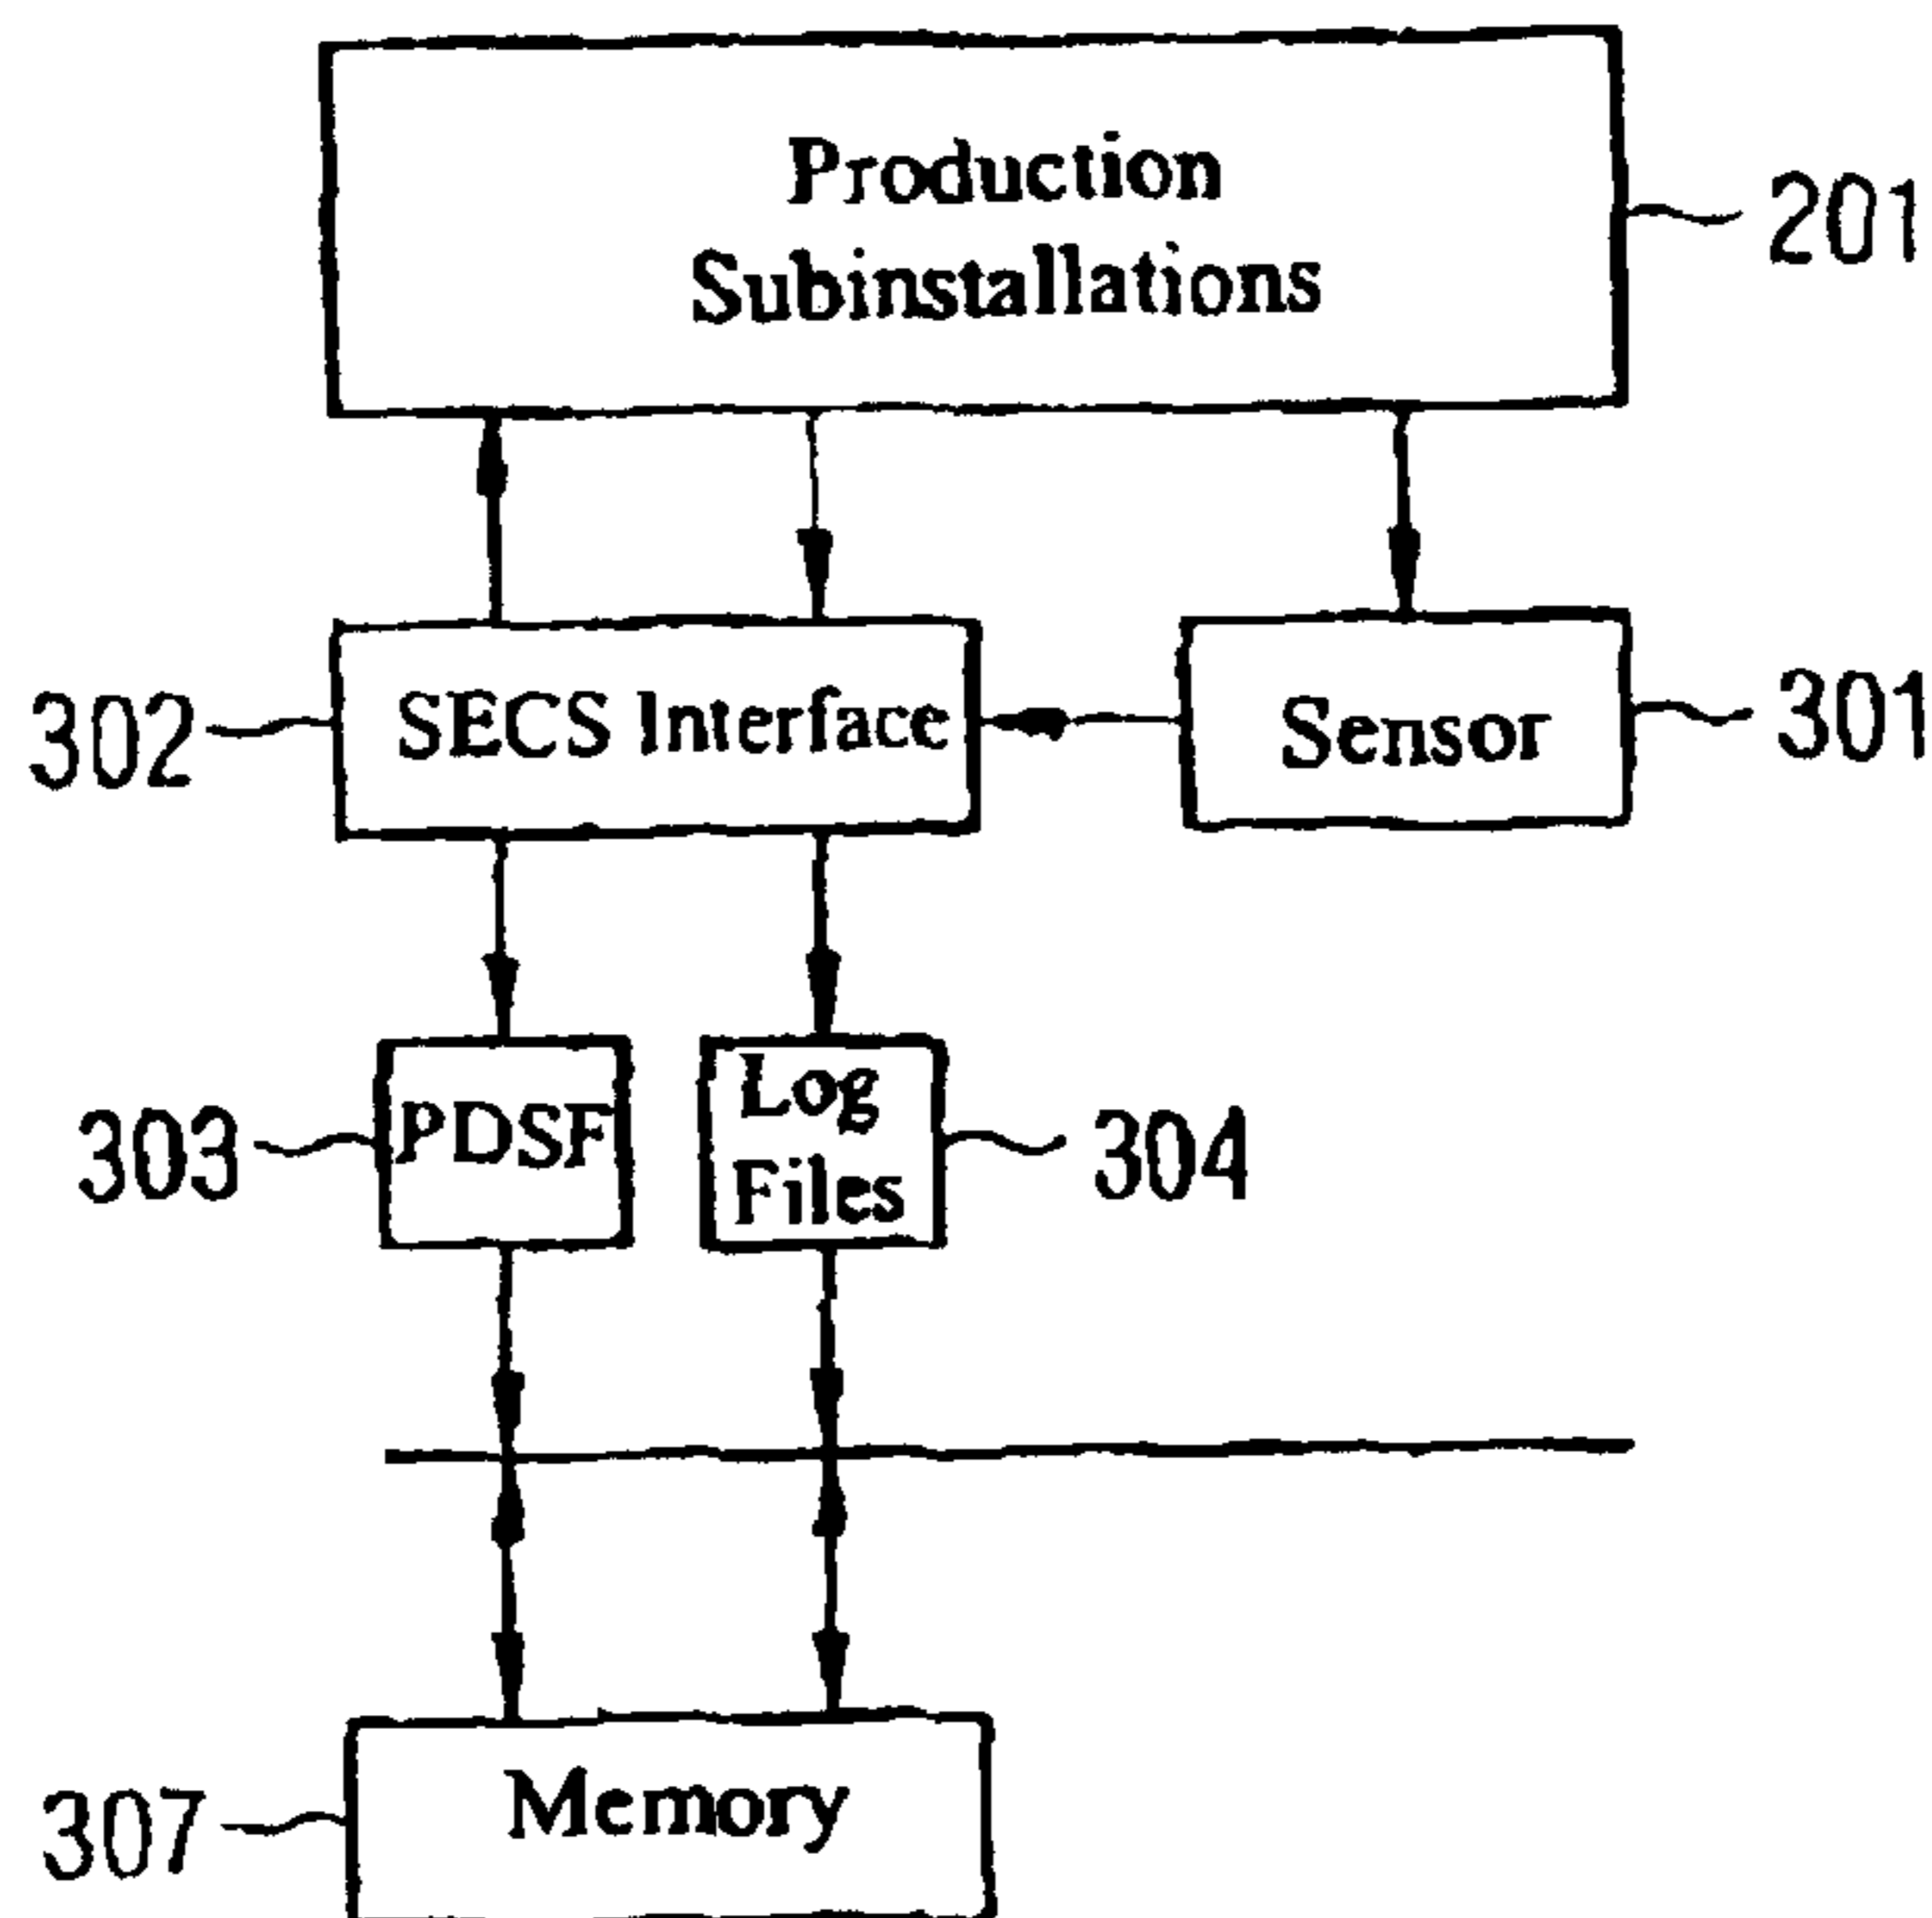 Production
Subinstallations
201
302
SECS Interface
Sensor
301
303
PDSF
Log
Files
304
307
Memory